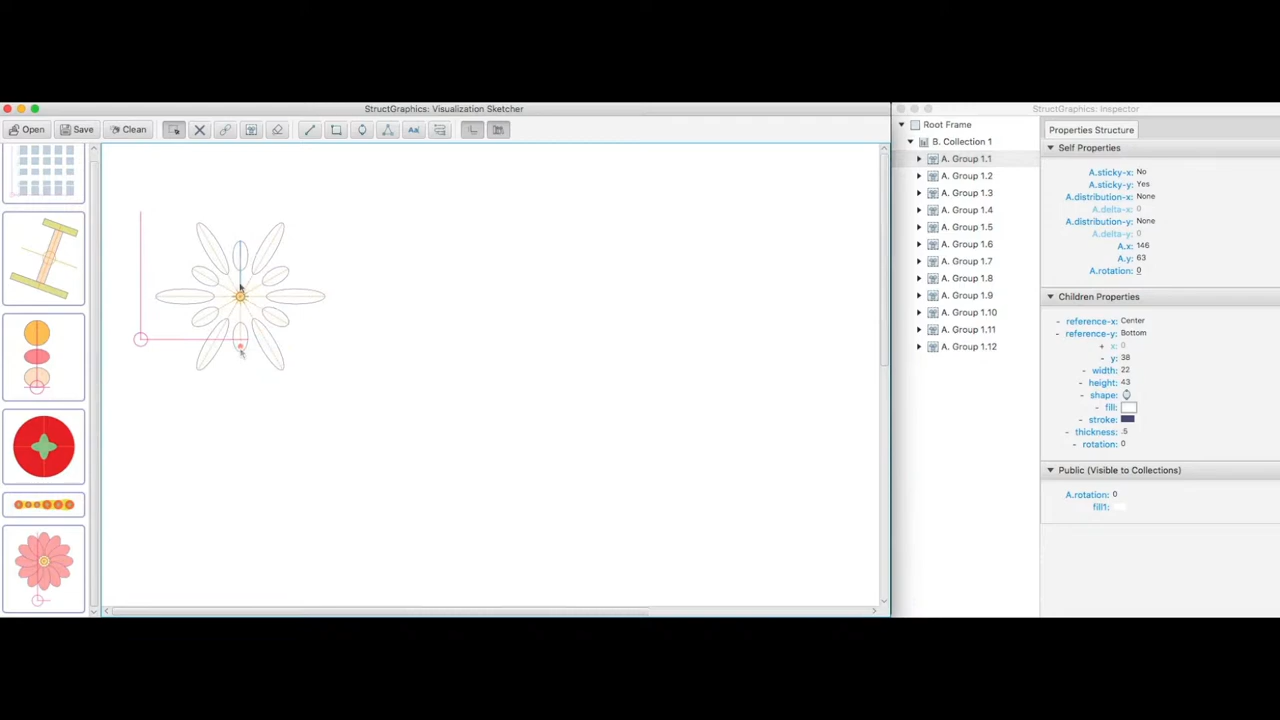 StructGraphics: Visualization Sketcher
StructGraphics: Inspector
Open
Save
Clean
Aa
Root Frame
B. Collection 1
A. Group 1.1
A. Group 1.2
A. Group 1.3
A. Group 1.4
A. Group 1.5
A. Group 1.6
A. Group 1.7
A. Group 1.8
A. Group 1.9
A. Group 1.10
A. Group 1.11
A. Group 1.12
Properties Structure
Self Properties
A.sticky-x: No
A.sticky-y: Yes
A.distribution-x: None
A.delta-x: 0
A.distribution-y: None
A.delta-y: 0
A.x: 146
A.y: 63
A.rotation: 0
Children Properties
- reference-x: Center
- reference-y: Bottom
+ x: 0
- y: 38
- width: 22
- height: 43
- shape:
- fill:
- stroke:
- thickness: .5
- rotation: 0
Public (Visible to Collections)
A.rotation: 0
fill1: